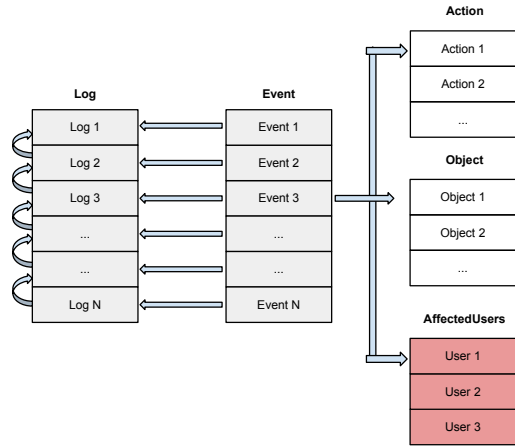 Action
Action 1
Action 2
...
Log
Log 1
Log 2
Log 3
...
...
Log N
Event
Event 1
Event 2
Event 3
...
...
Event N
Object
Object 1
Object 2
...
AffectedUsers
User 1
User 2
User 3